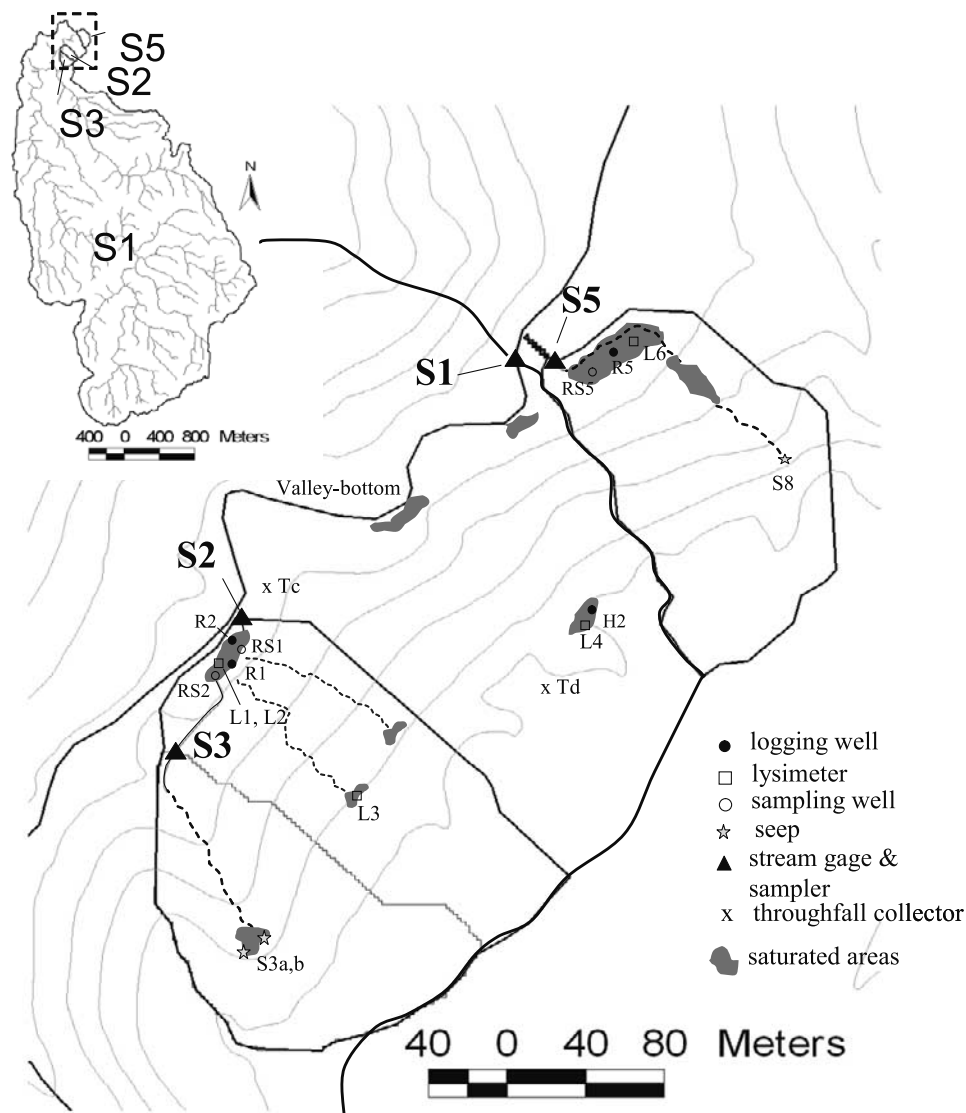 S5
S2
S3
N
S1
400 0 400 800 Meters
S5
S1
L6
R5
RS5
S8
Valley-bottom
S2
x Tc
R2
RS1
H2
L4
R1
RS2
x Td
L1, L2
S3
L3
S3a,b
logging well
lysimeter
sampling well
seep
stream gage &
sampler
x throughfall collector
saturated areas
40 0 40 80 Meters